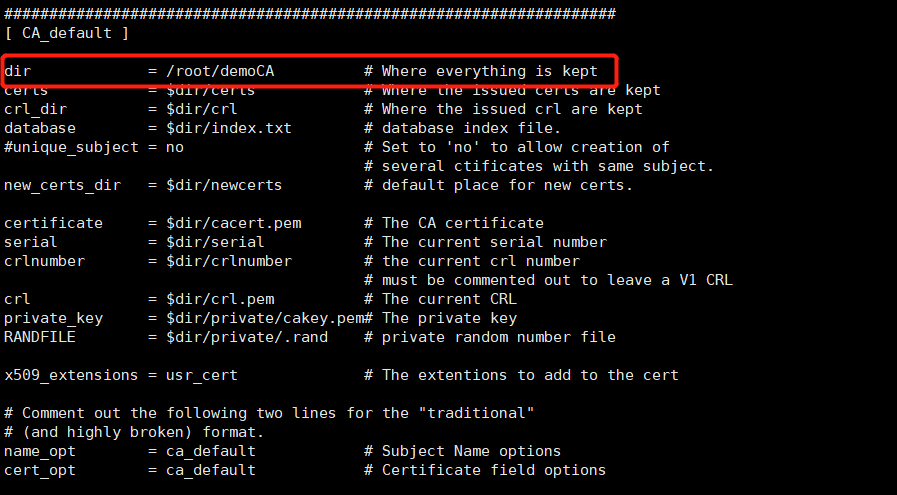 ####################################################################
[ CA_default ]
dir             = /root/demoCA          # Where everything is kept
certs           = $dir/certs            # Where the issued certs are kept
crl_dir         = $dir/crl              # Where the issued crl are kept
database        = $dir/index.txt        # database index file.
#unique_subject = no                    # Set to 'no' to allow creation of
                                        # several ctificates with same subject.
new_certs_dir   = $dir/newcerts         # default place for new certs.
certificate     = $dir/cacert.pem       # The CA certificate
serial          = $dir/serial           # The current serial number
crlnumber       = $dir/crlnumber        # the current crl number
                                        # must be commented out to leave a V1 CRL
crl             = $dir/crl.pem          # The current CRL
private_key     = $dir/private/cakey.pem# The private key
RANDFILE        = $dir/private/.rand    # private random number file
x509_extensions = usr_cert              # The extentions to add to the cert
# Comment out the following two lines for the "traditional"
# (and highly broken) format.
name_opt        = ca_default            # Subject Name options
cert_opt        = ca_default            # Certificate field options